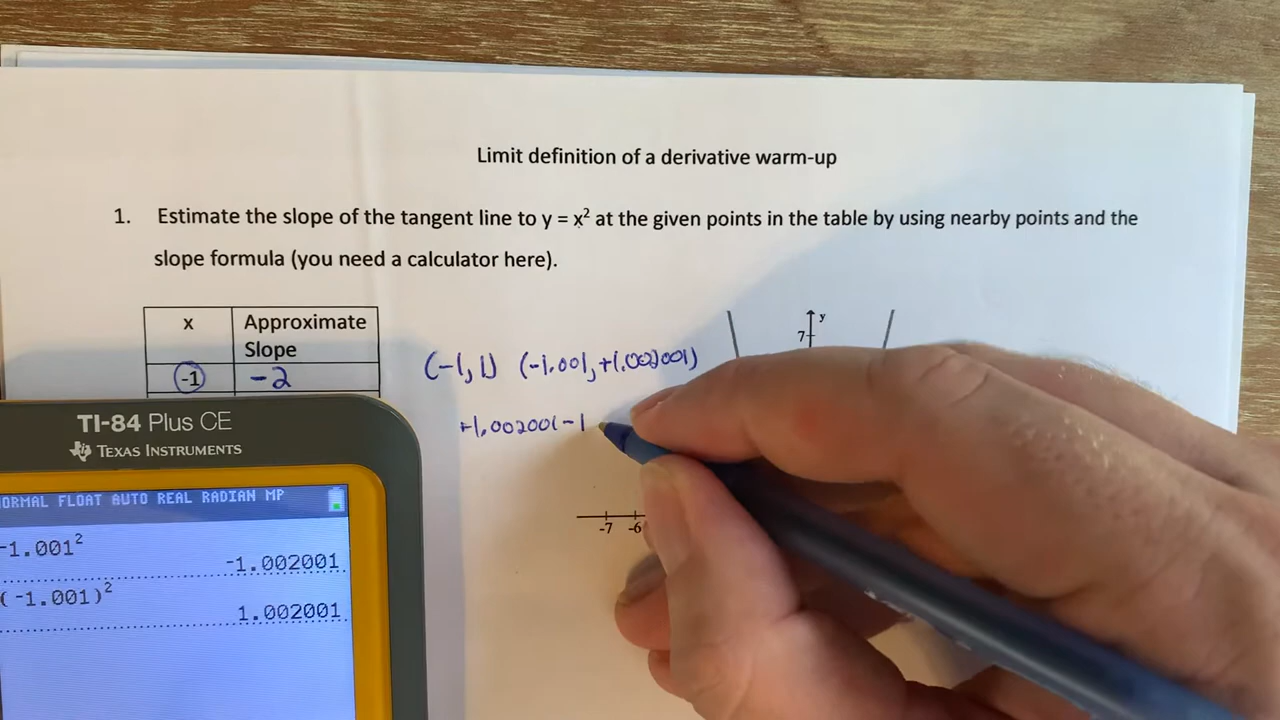 Limit definition of a derivative warm-up
1. Estimate the slope of the tangent line to y = x² at the given points in the table by using nearby points and the
slope formula (you need a calculator here).
x Approximate Slope
-1 -2
(-1,1) (-1.001,+1.002001)
+1.002001-1
y
7
-7 -6
TI-84 Plus CE
TEXAS INSTRUMENTS
ORMAL FLOAT AUTO REAL RADIAN MP
-1.001²
-1.002001
(-1.001)²
1.002001